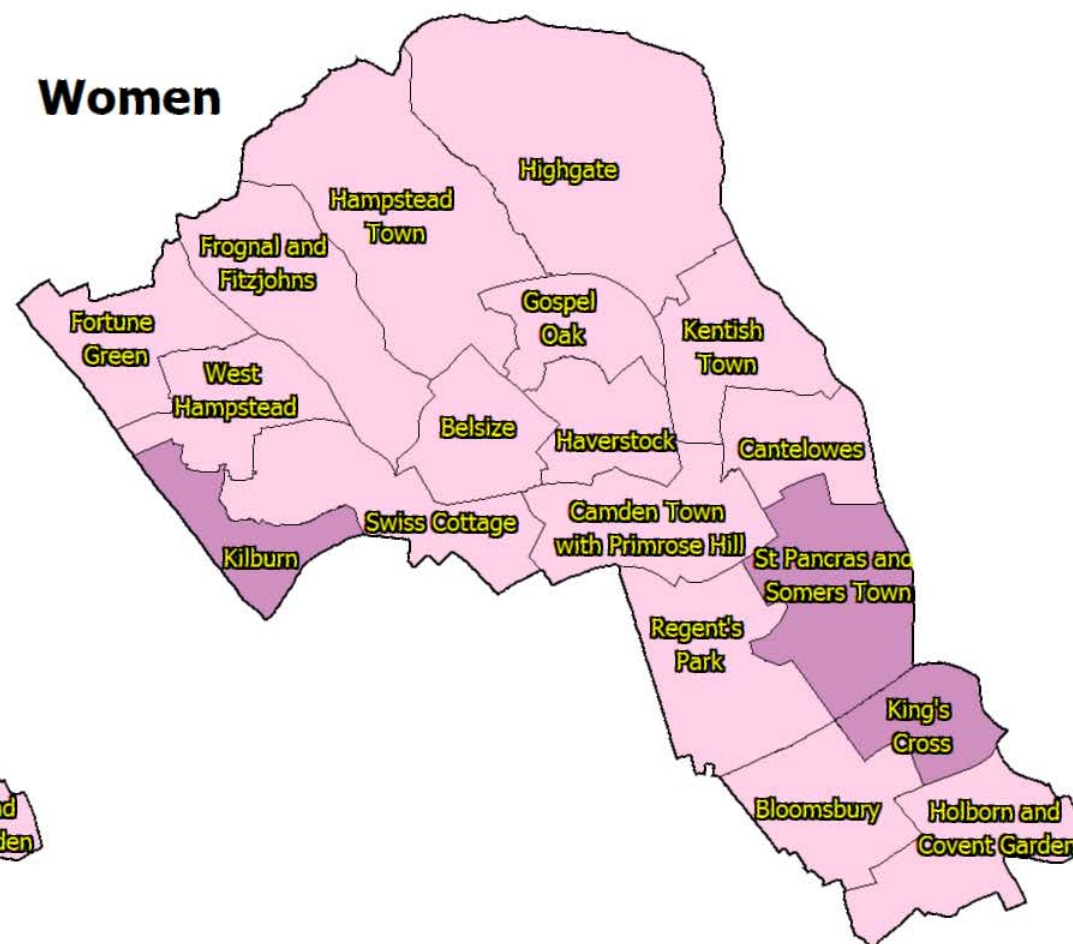 Women
Highgate
Hampstead
Town
Frognal and
Fitzjohns
Gospel
Oak
Fortune
Green
Kentish
Town
West
Hampstead
Belsize
Haverstock
Cantelowes
Swiss Cottage
Camden Town
with Primrose Hill
Kilburn
St Pancras and
Somers Town
Regent's
Park
King's
Cross
Bloomsbury
Holborn and
Covent Garden